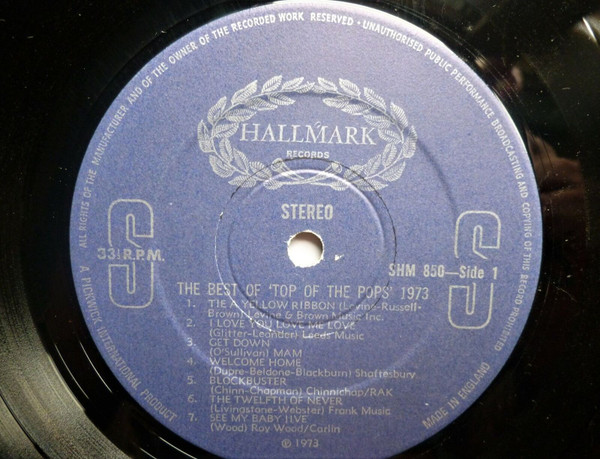 ALL RIGHTS OF THE MANUFACTURER AND OF THE OWNER OF THE RECORDED WORK RESERVED · UNAUTHORISED PUBLIC PERFORMANCE BROADCASTING AND COPYING OF THIS RECORD PROHIBITED
HALLMARK
RECORDS
STEREO
S
S
33⅓ R.P.M.
SHM 850—Side 1
THE BEST OF 'TOP OF THE POPS' 1973
1. TIE A YELLOW RIBBON (Levine-Russell-
Brown) Levine & Brown Music Inc.
2. I LOVE YOU LOVE ME LOVE
(Glitter-Leander) Leeds Music
3. GET DOWN
(O'Sullivan) MAM
4. WELCOME HOME
(Dupre-Beldone-Blackburn) Shaftesbury
5. BLOCKBUSTER
(Chinn-Chapman) Chinnichap/RAK
6. THE TWELFTH OF NEVER
(Livingstone-Webster) Frank Music
7. SEE MY BABY JIVE
(Wood) Roy Wood/Carlin
℗ 1973
A PICKWICK INTERNATIONAL PRODUCT
MADE IN ENGLAND